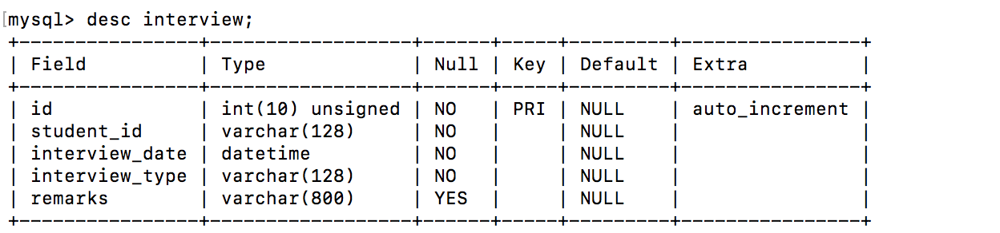 [mysql> desc interview;
+----------------+------------------+------+-----+---------+----------------+
| Field          | Type             | Null | Key | Default | Extra          |
+----------------+------------------+------+-----+---------+----------------+
| id             | int(10) unsigned | NO   | PRI | NULL    | auto_increment |
| student_id     | varchar(128)     | NO   |     | NULL    |                |
| interview_date | datetime         | NO   |     | NULL    |                |
| interview_type | varchar(128)     | NO   |     | NULL    |                |
| remarks        | varchar(800)     | YES  |     | NULL    |                |
+----------------+------------------+------+-----+---------+----------------+